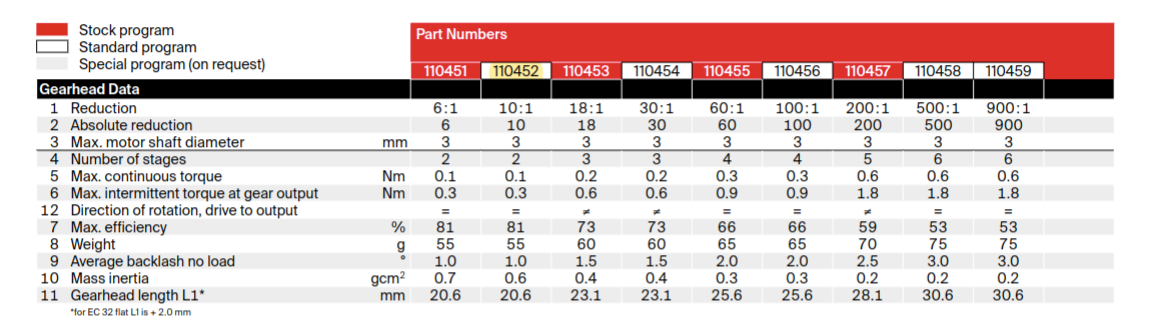 Stock program
Standard program
Special program (on request)
Part Numbers
110451 110452 110453 110454 110455 110456 110457 110458 110459
Gearhead Data
1 Reduction 6:1 10:1 18:1 30:1 60:1 100:1 200:1 500:1 900:1
2 Absolute reduction 6 10 18 30 60 100 200 500 900
3 Max. motor shaft diameter mm 3 3 3 3 3 3 3 3 3
4 Number of stages 2 2 3 3 4 4 5 6 6
5 Max. continuous torque Nm 0.1 0.1 0.2 0.2 0.3 0.3 0.6 0.6 0.6
6 Max. intermittent torque at gear output Nm 0.3 0.3 0.6 0.6 0.9 0.9 1.8 1.8 1.8
12 Direction of rotation, drive to output = = ≠ ≠ = = ≠ = =
7 Max. efficiency % 81 81 73 73 66 66 59 53 53
8 Weight g 55 55 60 60 65 65 70 75 75
9 Average backlash no load ° 1.0 1.0 1.5 1.5 2.0 2.0 2.5 3.0 3.0
10 Mass inertia gcm² 0.7 0.6 0.4 0.4 0.3 0.3 0.2 0.2 0.2
11 Gearhead length L1* mm 20.6 20.6 23.1 23.1 25.6 25.6 28.1 30.6 30.6
*for EC 32 flat L1 is + 2.0 mm